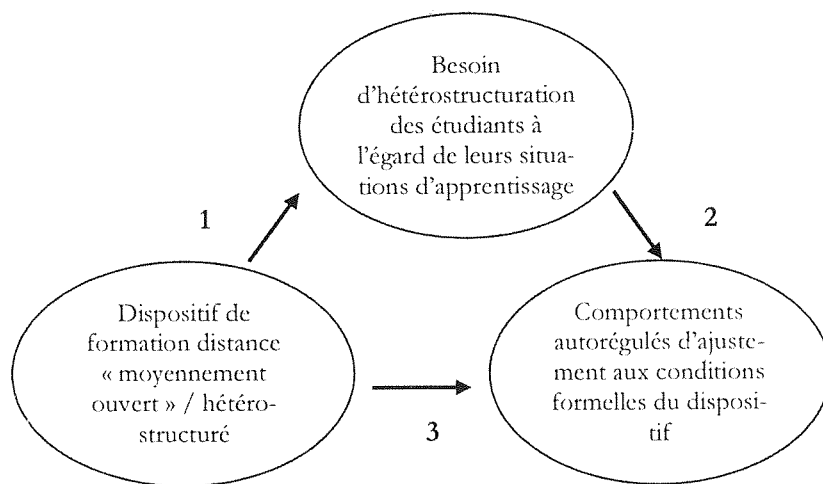 Besoin
d'hétérostructuration
des étudiants à
l'égard de leurs situa-
tions d'apprentissage
1
2
Dispositif de
formation distance
« moyennement
ouvert » / hétéro-
structuré
Comportements
autorégulés d'ajuste-
ment aux conditions
formelles du disposi-
tif
3